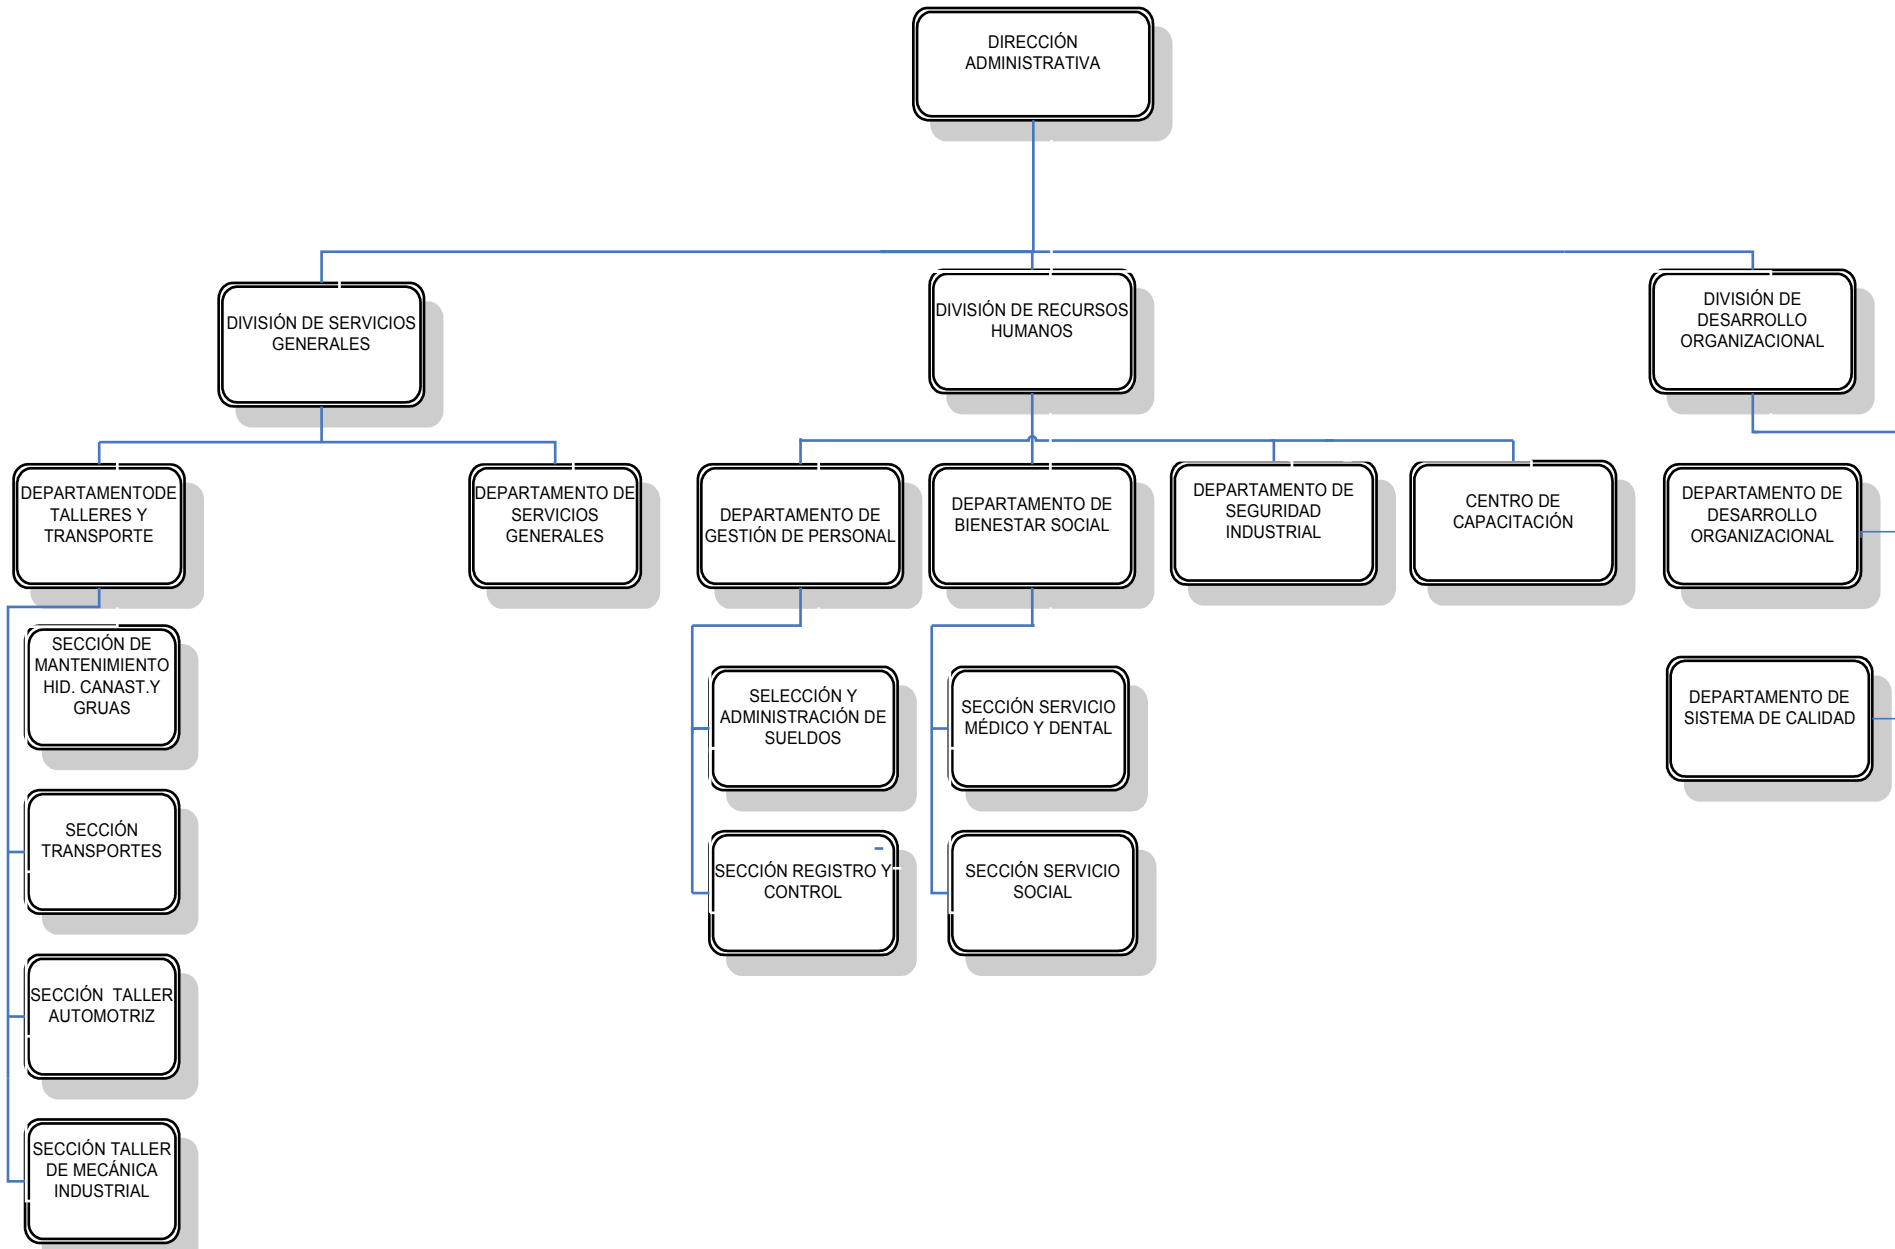 DIRECCIÓN
ADMINISTRATIVA
DIVISIÓN DE SERVICIOS
GENERALES
DIVISIÓN DE RECURSOS
HUMANOS
DIVISIÓN DE
DESARROLLO
ORGANIZACIONAL
DEPARTAMENTODE
TALLERES Y
TRANSPORTE
DEPARTAMENTO DE
SERVICIOS
GENERALES
DEPARTAMENTO DE
GESTIÓN DE PERSONAL
DEPARTAMENTO DE
BIENESTAR SOCIAL
DEPARTAMENTO DE
SEGURIDAD
INDUSTRIAL
CENTRO DE
CAPACITACIÓN
DEPARTAMENTO DE
DESARROLLO
ORGANIZACIONAL
SECCIÓN DE
MANTENIMIENTO
HID. CANAST.Y
GRUAS
SELECCIÓN Y
ADMINISTRACIÓN DE
SUELDOS
SECCIÓN SERVICIO
MÉDICO Y DENTAL
DEPARTAMENTO DE
SISTEMA DE CALIDAD
SECCIÓN
TRANSPORTES
SECCIÓN REGISTRO Y
CONTROL
SECCIÓN SERVICIO
SOCIAL
SECCIÓN  TALLER
AUTOMOTRIZ
SECCIÓN TALLER
DE MECÁNICA
INDUSTRIAL